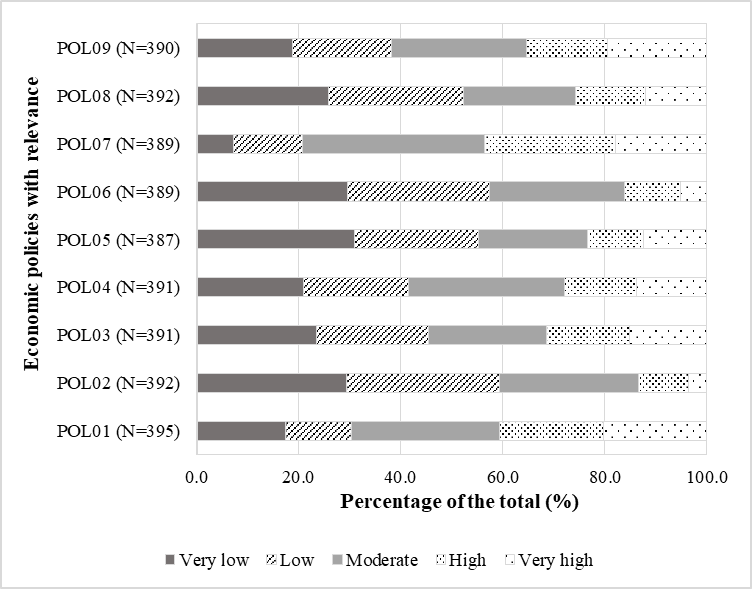 Economic policies with relevance
POL09 (N=390)
POL08 (N=392)
POL07 (N=389)
POL06 (N=389)
POL05 (N=387)
POL04 (N=391)
POL03 (N=391)
POL02 (N=392)
POL01 (N=395)
0.0 20.0 40.0 60.0 80.0 100.0
Percentage of the total (%)
Very low Low Moderate High Very high